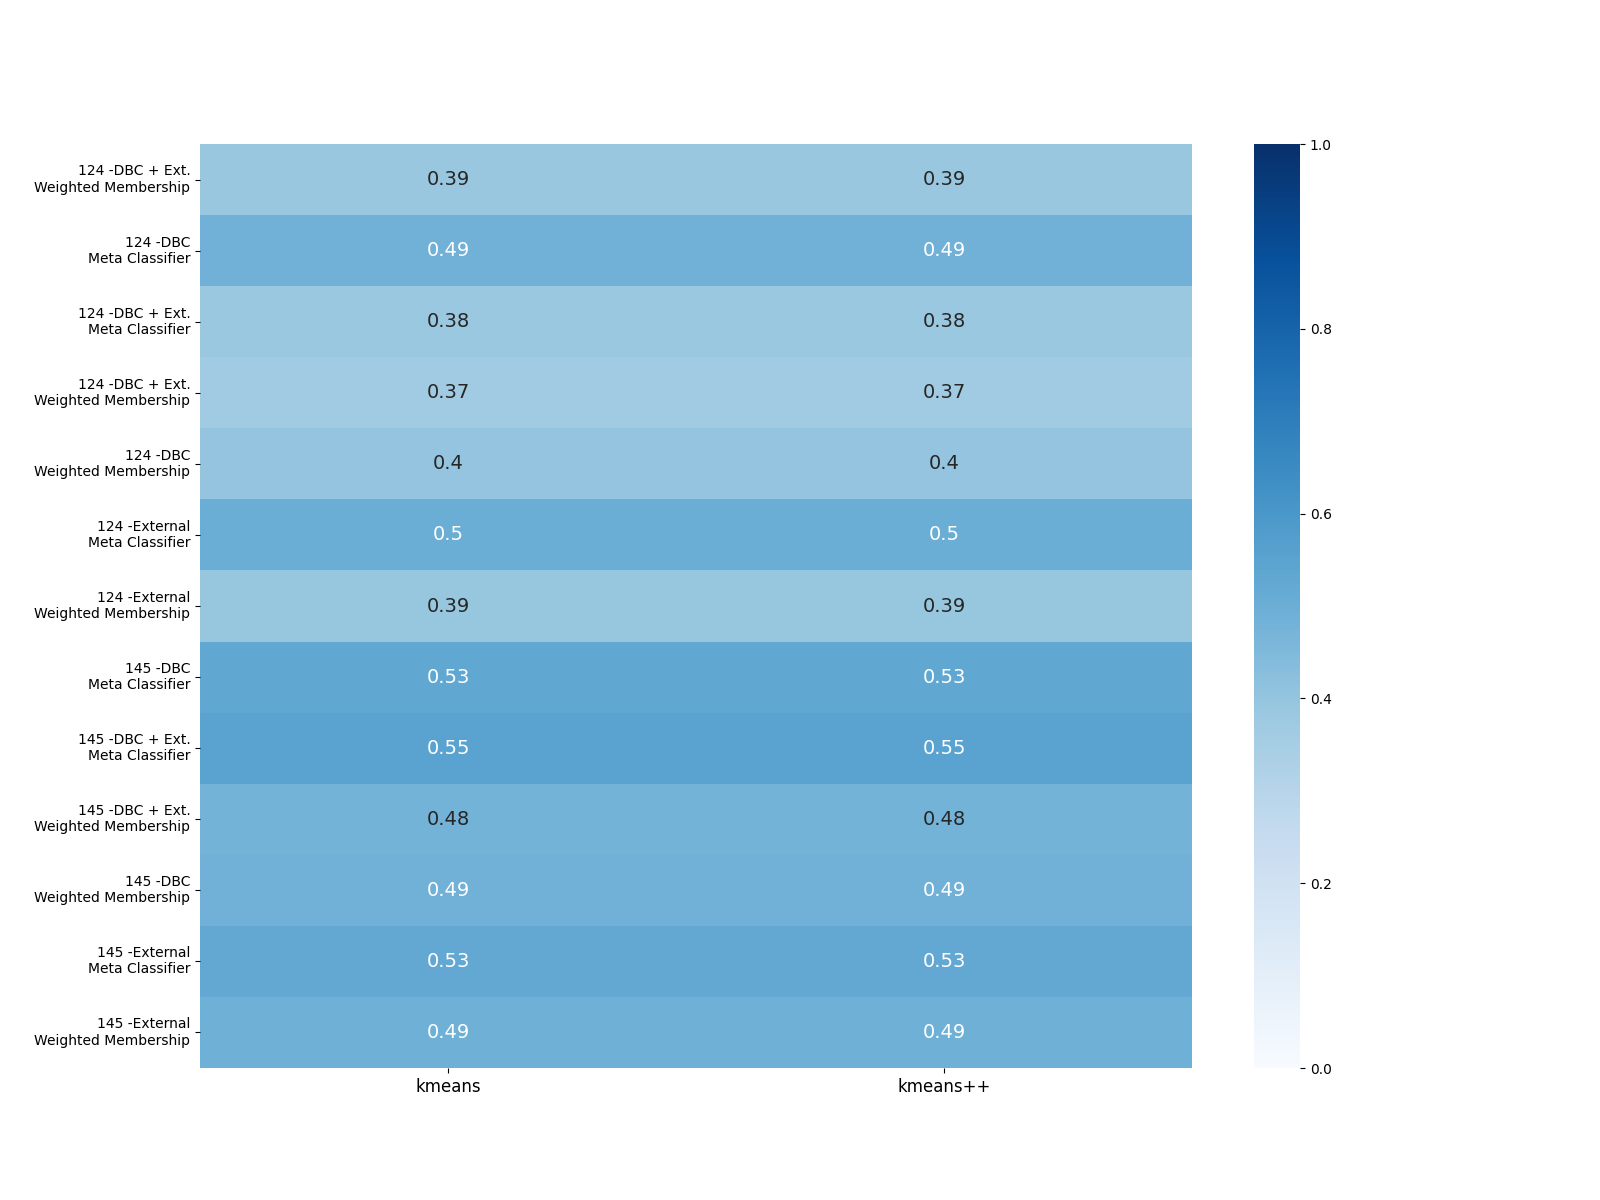 124 -DBC + Ext.
Weighted Membership
0.39 0.39
124 -DBC
Meta Classifier
0.49 0.49
124 -DBC + Ext.
Meta Classifier
0.38 0.38
124 -DBC + Ext.
Weighted Membership
0.37 0.37
124 -DBC
Weighted Membership
0.4 0.4
124 -External
Meta Classifier
0.5 0.5
124 -External
Weighted Membership
0.39 0.39
145 -DBC
Meta Classifier
0.53 0.53
145 -DBC + Ext.
Meta Classifier
0.55 0.55
145 -DBC + Ext.
Weighted Membership
0.48 0.48
145 -DBC
Weighted Membership
0.49 0.49
145 -External
Meta Classifier
0.53 0.53
145 -External
Weighted Membership
0.49 0.49
kmeans kmeans++
1.0
0.8
0.6
0.4
0.2
0.0